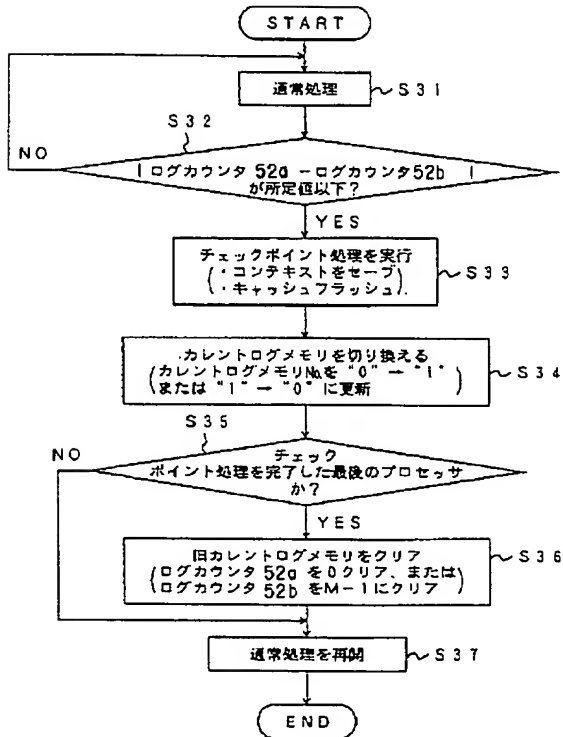 START
通常処理
S31
S32
NO
| ログカウンタ 52a −ログカウンタ52b |
が所定値以下？
YES
チェックポイント処理を実行
(・コンテキストをセーブ
・キャッシュフラッシュ)
S33
カレントログメモリを切り換える
(カレントログメモリNo.を“0”→“1”
または“1”→“0”に更新)
S34
S35
NO
チェック
ポイント処理を完了した最後のプロセッサ
か？
YES
旧カレントログメモリをクリア
(ログカウンタ 52a を0クリア、または
ログカウンタ 52b をM−1にクリア)
S36
通常処理を再開
S37
END